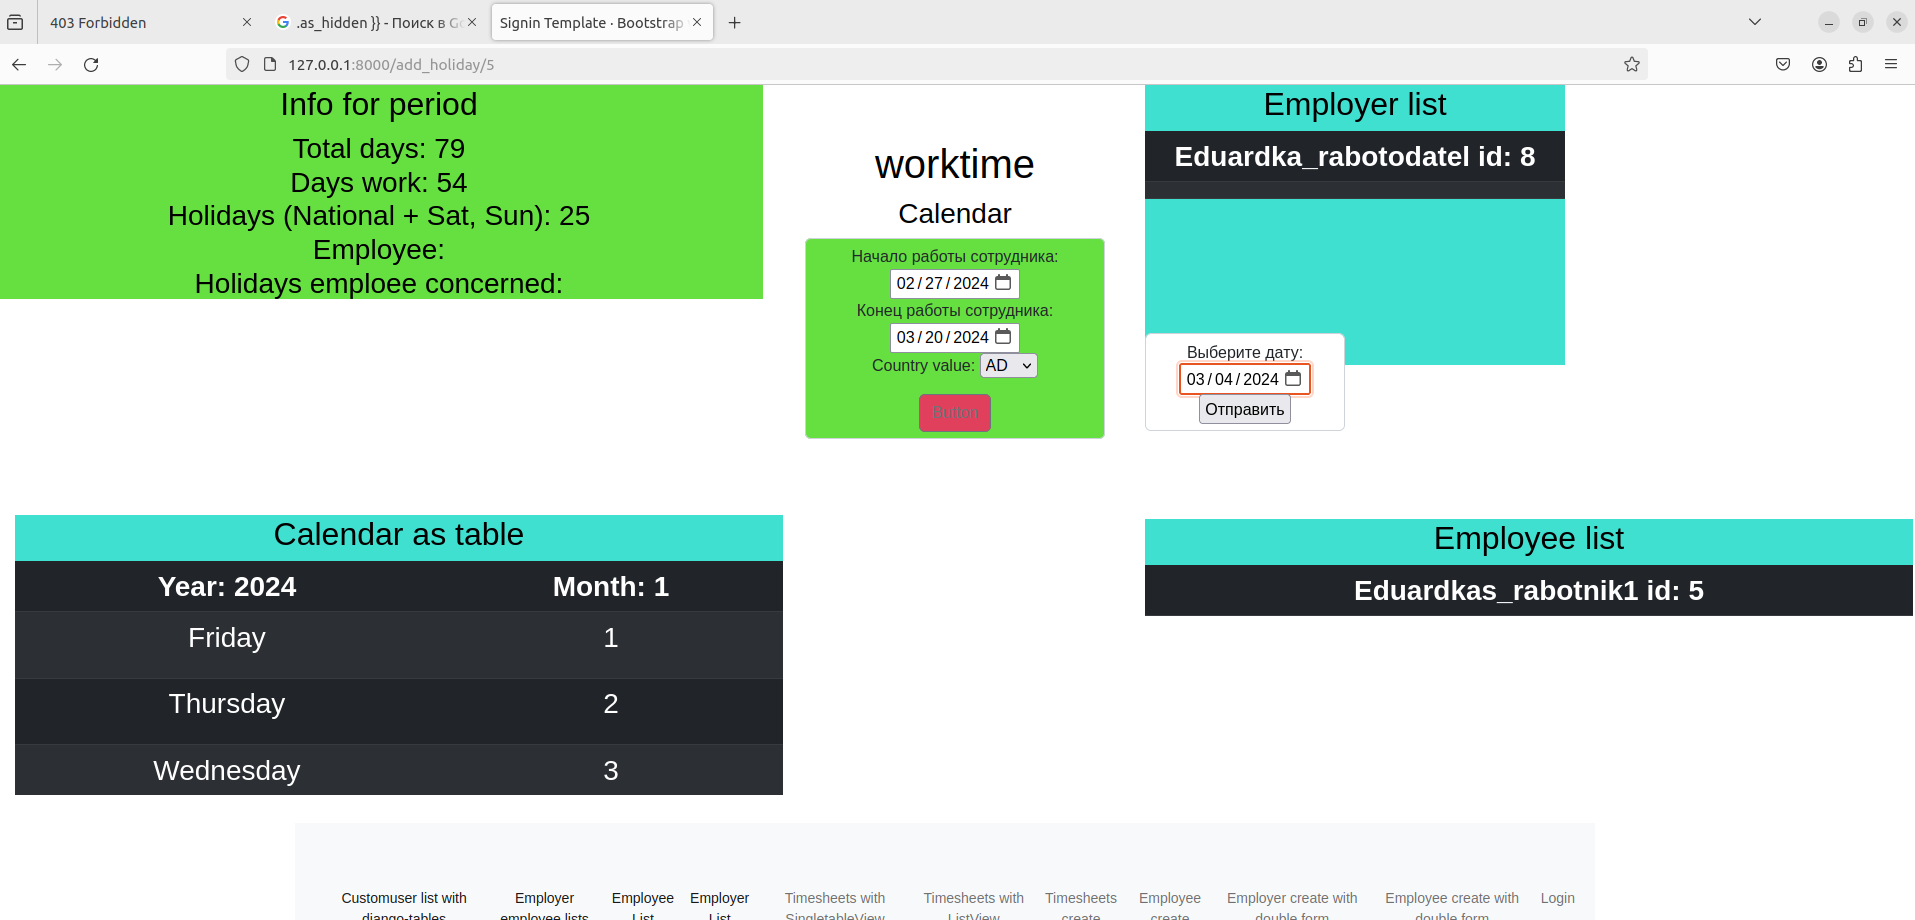 403 Forbidden
.as_hidden }} - Поиск в Go
Signin Template · Bootstrap
127.0.0.1:8000/add_holiday/5
Info for period
Total days: 79
Days work: 54
Holidays (National + Sat, Sun): 25
Employee:
Holidays emploee concerned:
worktime
Calendar
Начало работы сотрудника:
02/27/2024
Конец работы сотрудника:
03/20/2024
Country value: AD
Button
Employer list
Eduardka_rabotodatel id: 8
Выберите дату:
03/04/2024
Отправить
Calendar as table
Year: 2024 Month: 1
Friday 1
Thursday 2
Wednesday 3
Employee list
Eduardkas_rabotnik1 id: 5
Customuser list with
django-tables
Employer
employee lists
Employee
List
Employer
List
Timesheets with
SingletableView
Timesheets with
ListView
Timesheets
create
Employee
create
Employer create with
double form
Employee create with
double form
Login